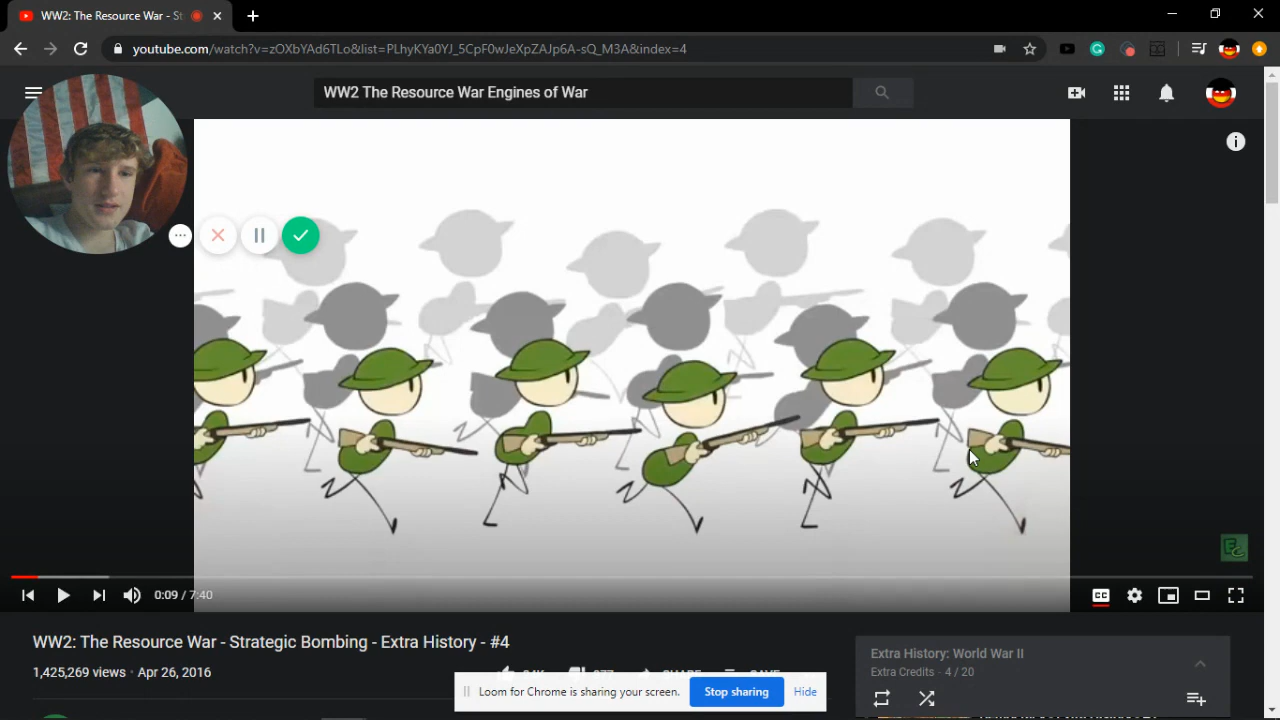 WW2: The Resource War - St
youtube.com/watch?v=zOXbYAd6TLo&list=PLhyKYa0YJ_5CpF0wJeXpZAJp6A-sQ_M3A&index=4
WW2 The Resource War Engines of War
0:09 / 7:40
CC
WW2: The Resource War - Strategic Bombing - Extra History - #4
1,425,269 views • Apr 26, 2016
Extra History: World War II
Extra Credits - 4 / 20
Loom for Chrome is sharing your screen.
Stop sharing
Hide